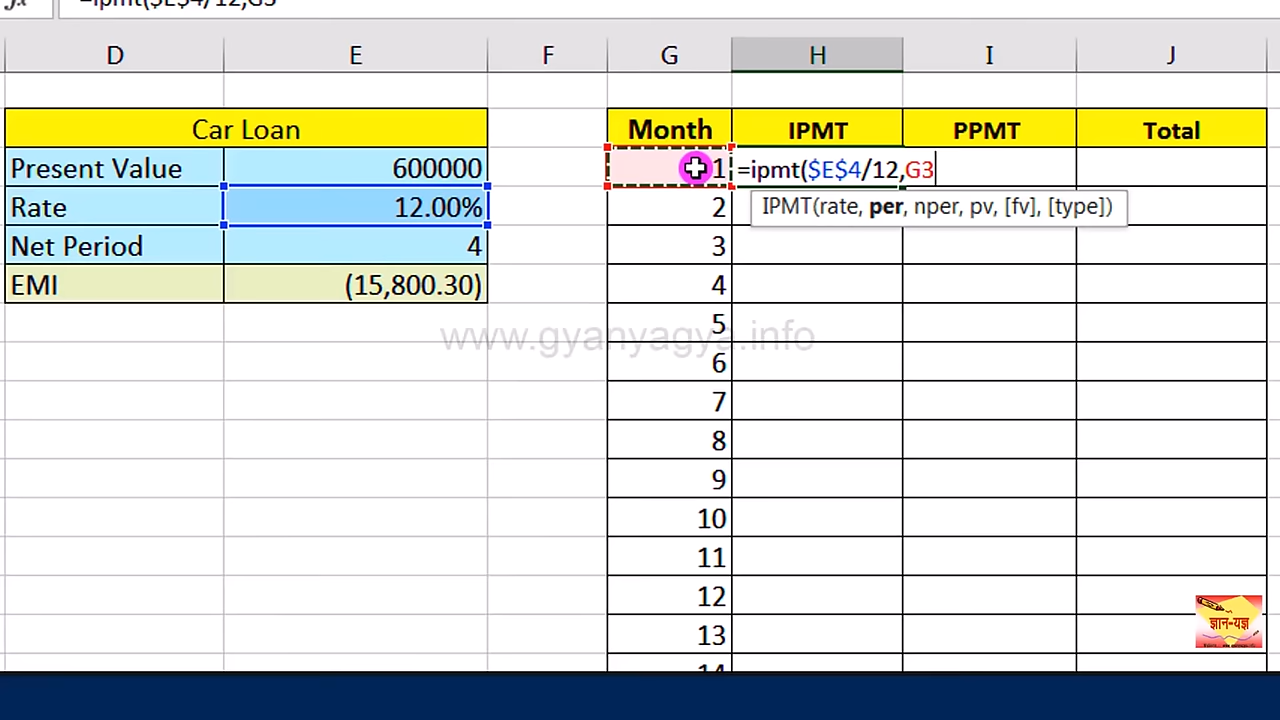 =ipmt($E$4/12,G3
D E F G H I J
Car Loan Month IPMT PPMT Total
Present Value 600000 1 =ipmt($E$4/12,G3
Rate 12.00% 2 IPMT(rate, per, nper, pv, [fv], [type])
Net Period 4 3
EMI (15,800.30) 4
5
www.gyanyagya.info
6
7
8
9
10
11
12
13
ज्ञान-यज्ञ
14